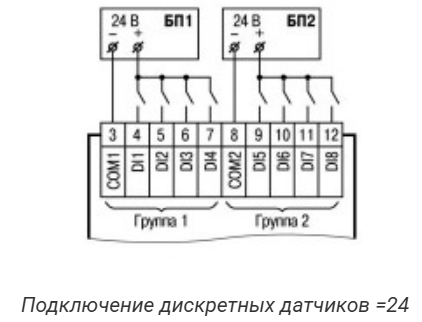 24 В БП1 24 В БП2
– + – +
3 4 5 6 7 8 9 10 11 12
COM1 DI1 DI2 DI3 DI4 COM2 DI5 DI6 DI7 DI8
Группа 1 Группа 2
Подключение дискретных датчиков =24